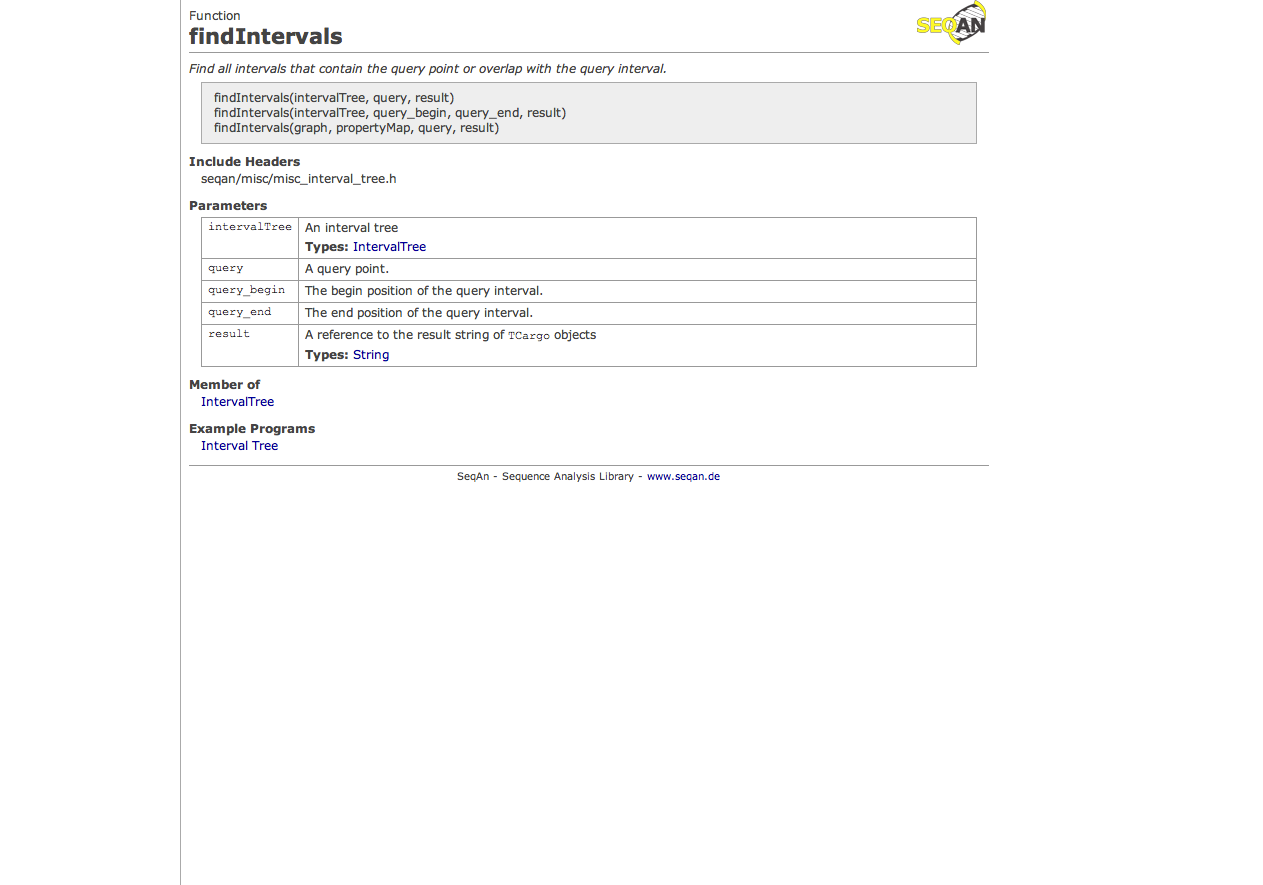 Function
findIntervals
SEQAN
Find all intervals that contain the query point or overlap with the query interval.
findIntervals(intervalTree, query, result)
findIntervals(intervalTree, query_begin, query_end, result)
findIntervals(graph, propertyMap, query, result)
Include Headers
seqan/misc/misc_interval_tree.h
Parameters
intervalTree An interval tree
Types: IntervalTree
query A query point.
query_begin The begin position of the query interval.
query_end The end position of the query interval.
result A reference to the result string of TCargo objects
Types: String
Member of
IntervalTree
Example Programs
Interval Tree
SeqAn - Sequence Analysis Library - www.seqan.de